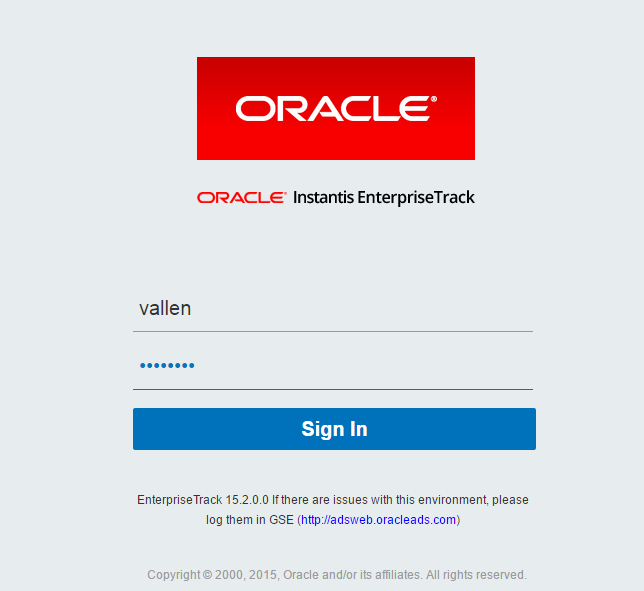 ORACLE®
ORACLE® Instantis EnterpriseTrack
vallen
••••••••
Sign In
EnterpriseTrack 15.2.0.0 If there are issues with this environment, please
log them in GSE (http://adsweb.oracleads.com)
Copyright © 2000, 2015, Oracle and/or its affiliates. All rights reserved.